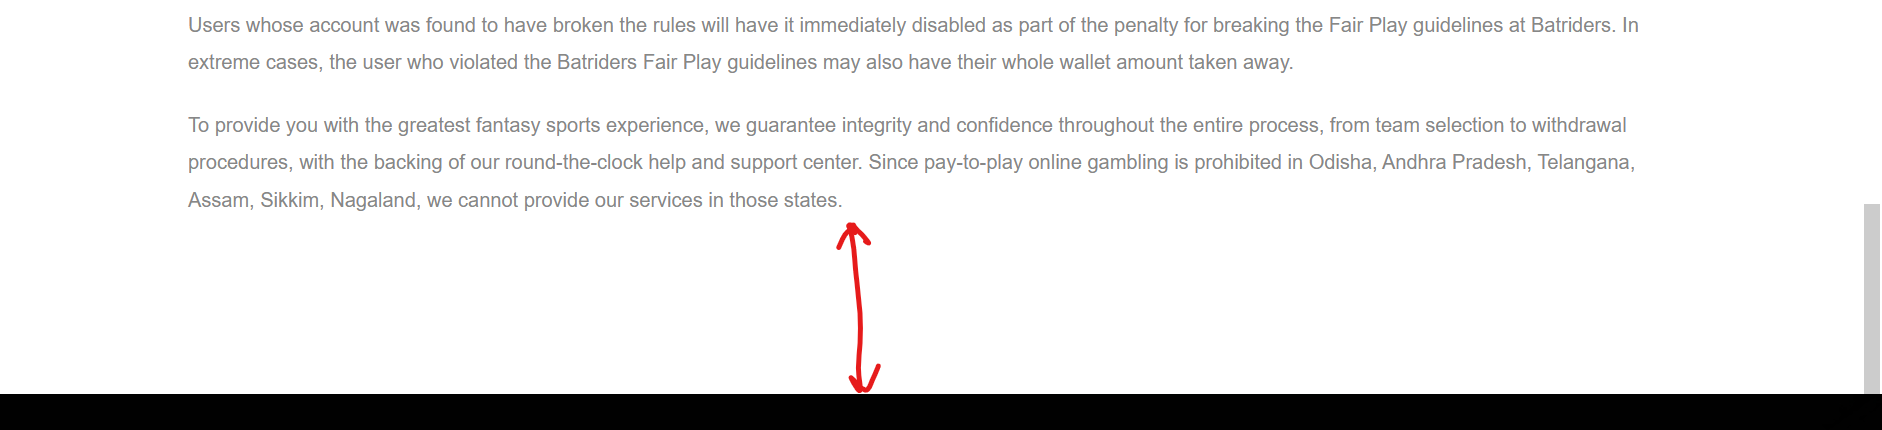 Users whose account was found to have broken the rules will have it immediately disabled as part of the penalty for breaking the Fair Play guidelines at Batriders. In
extreme cases, the user who violated the Batriders Fair Play guidelines may also have their whole wallet amount taken away.
To provide you with the greatest fantasy sports experience, we guarantee integrity and confidence throughout the entire process, from team selection to withdrawal
procedures, with the backing of our round-the-clock help and support center. Since pay-to-play online gambling is prohibited in Odisha, Andhra Pradesh, Telangana,
Assam, Sikkim, Nagaland, we cannot provide our services in those states.